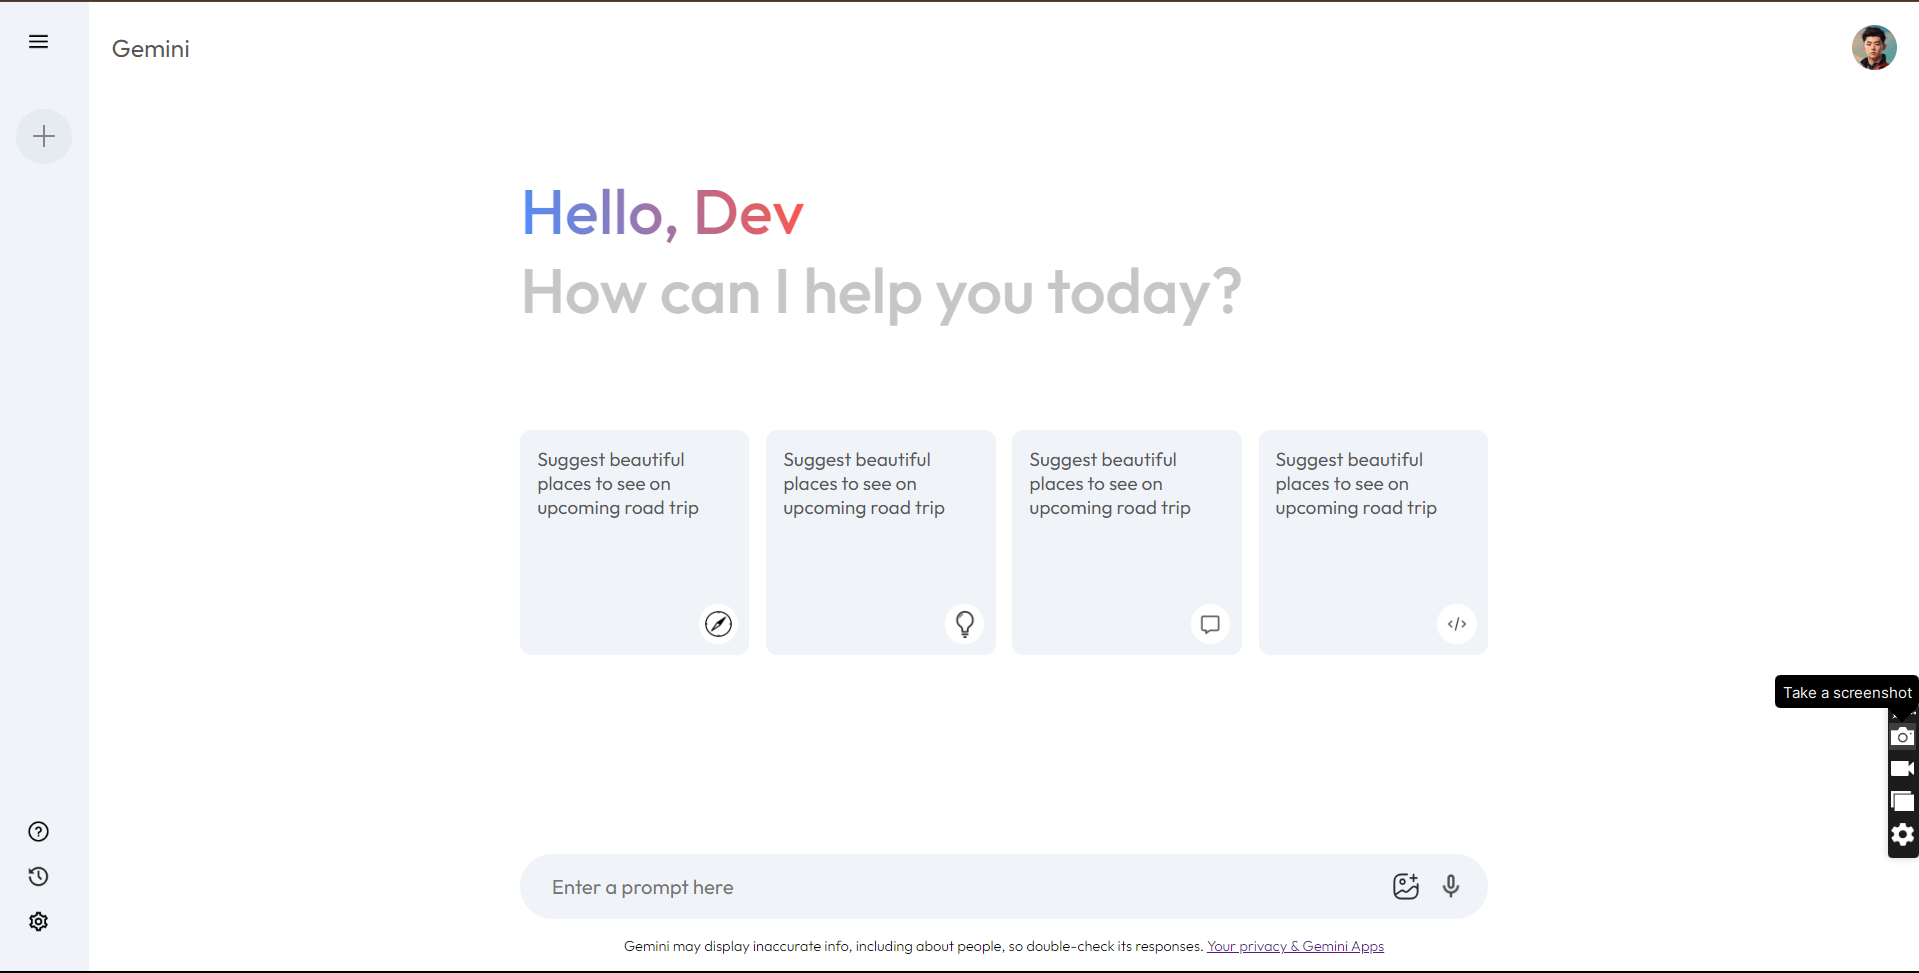 Gemini
Hello, Dev
How can I help you today?
Suggest beautiful
places to see on
upcoming road trip
Suggest beautiful
places to see on
upcoming road trip
Suggest beautiful
places to see on
upcoming road trip
Suggest beautiful
places to see on
upcoming road trip
Take a screenshot
Enter a prompt here
Gemini may display inaccurate info, including about people, so double-check its responses. Your privacy & Gemini Apps